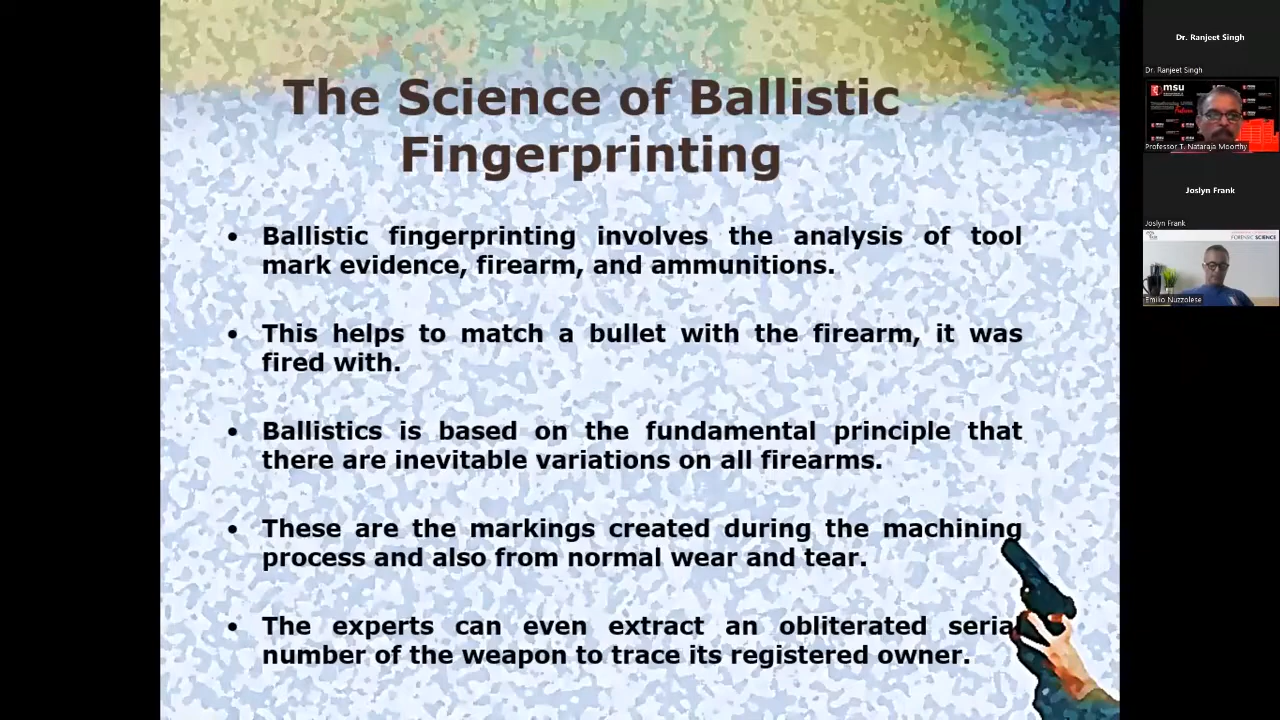 The Science of Ballistic
Fingerprinting
• Ballistic fingerprinting involves the analysis of tool
mark evidence, firearm, and ammunitions.
• This helps to match a bullet with the firearm, it was
fired with.
• Ballistics is based on the fundamental principle that
there are inevitable variations on all firearms.
• These are the markings created during the machining
process and also from normal wear and tear.
• The experts can even extract an obliterated serial
number of the weapon to trace its registered owner.
Dr. Ranjeet Singh
Dr. Ranjeet Singh
msu
Professor T. Nataraja Moorthy
Joslyn Frank
Joslyn Frank
FORENSIC SCIENCE
Emilio Nuzzolese